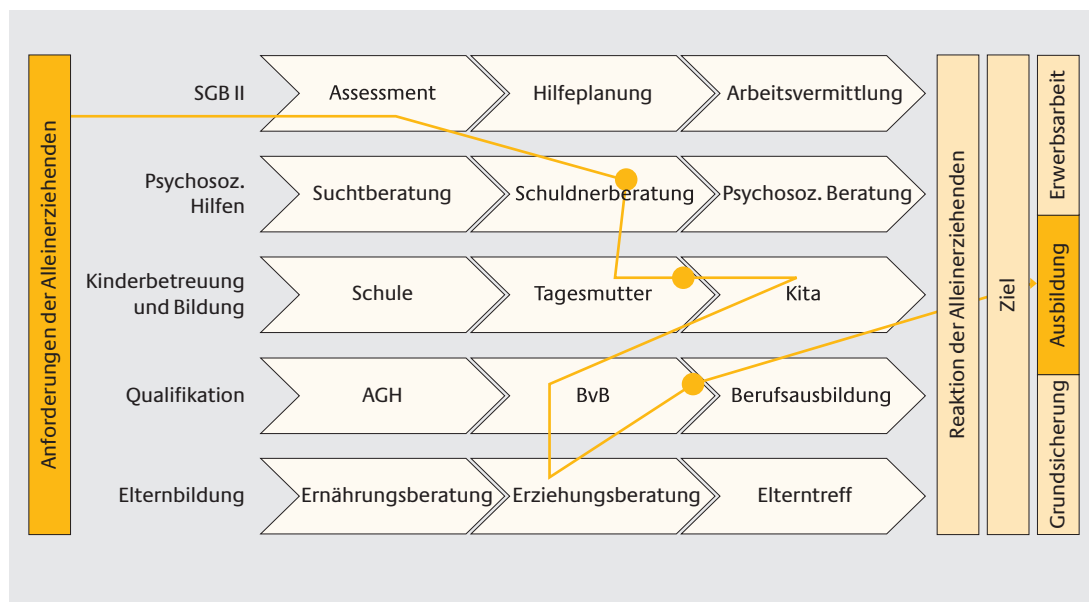 Anforderungen der Alleinerziehenden
SGB II
Assessment
Hilfeplanung
Arbeitsvermittlung
Psychosoz.
Hilfen
Suchtberatung
Schuldnerberatung
Psychosoz. Beratung
Kinderbetreuung
und Bildung
Schule
Tagesmutter
Kita
Qualifikation
AGH
BvB
Berufsausbildung
Elternbildung
Ernährungsberatung
Erziehungsberatung
Elterntreff
Reaktion der Alleinerziehenden
Ziel
Erwerbsarbeit
Ausbildung
Grundsicherung